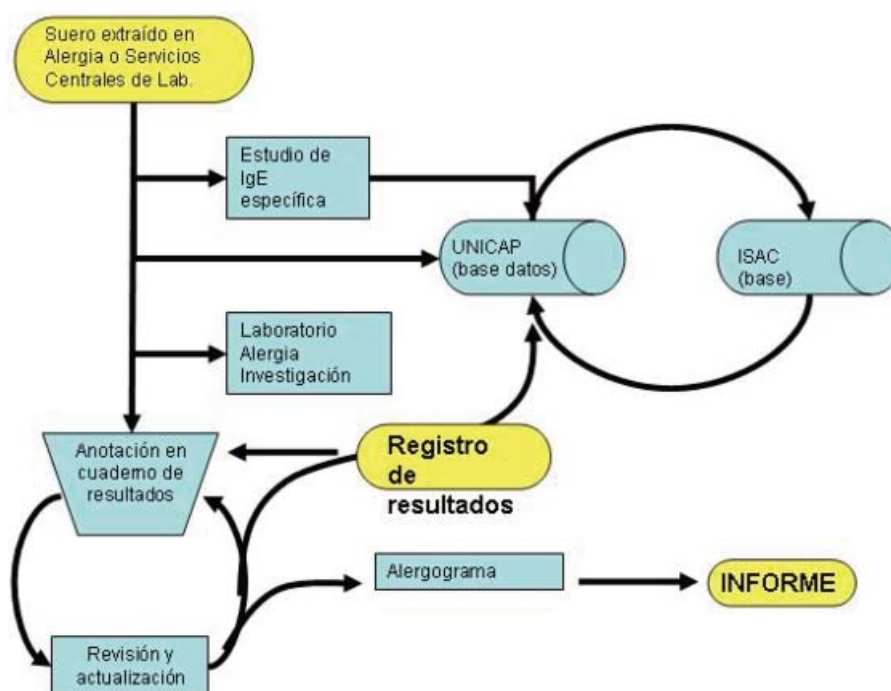 Suero extraído en
Alergia o Servicios
Centrales de Lab.
Estudio de
IgE
específica
UNICAP
(base datos)
ISAC
(base)
Laboratorio
Alergia
Investigación
Anotación en
cuaderno de
resultados
Registro
de
resultados
Alergograma
INFORME
Revisión y
actualización